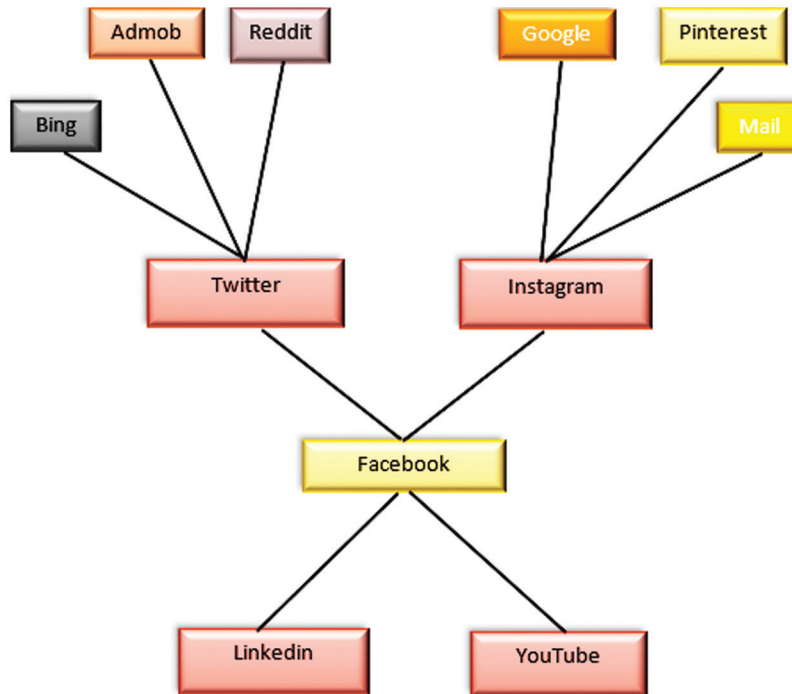 Admob
Reddit
Google
Pinterest
Bing
Mail
Twitter
Instagram
Facebook
Linkedin
YouTube